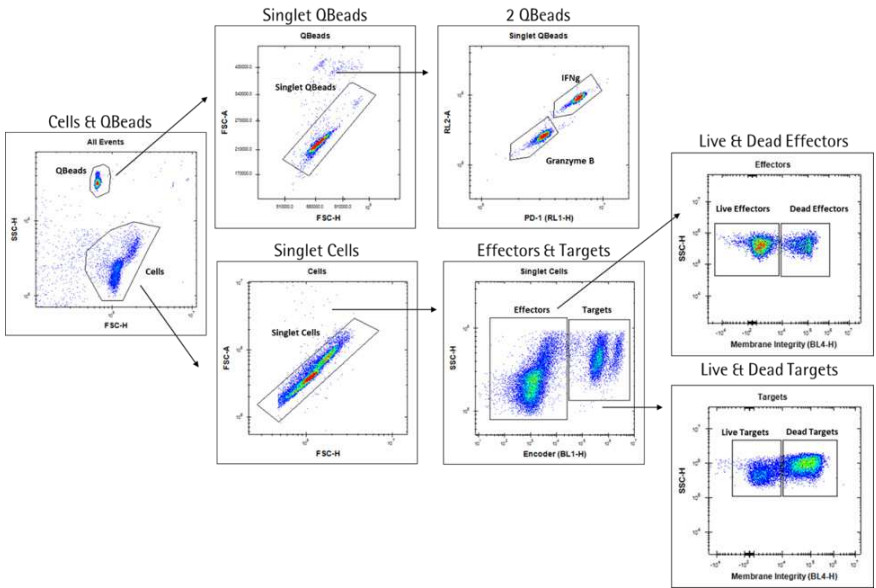 Singlet QBeads
2 QBeads
QBeads
Singlet QBeads
Singlet QBeads
IFNg
Granzyme B
FSC-A
FSC-H
RL2-A
PD-1 (RL1-H)
Cells & QBeads
All Events
QBeads
Cells
SSC-H
FSC-H
Singlet Cells
Cells
Singlet Cells
FSC-A
FSC-H
Effectors & Targets
Singlet Cells
Effectors
Targets
SSC-H
Encoder (BL1-H)
Live & Dead Effectors
Effectors
Live Effectors
Dead Effectors
SSC-H
Membrane Integrity (BL4-H)
Live & Dead Targets
Targets
Live Targets
Dead Targets
SSC-H
Membrane Integrity (BL4-H)